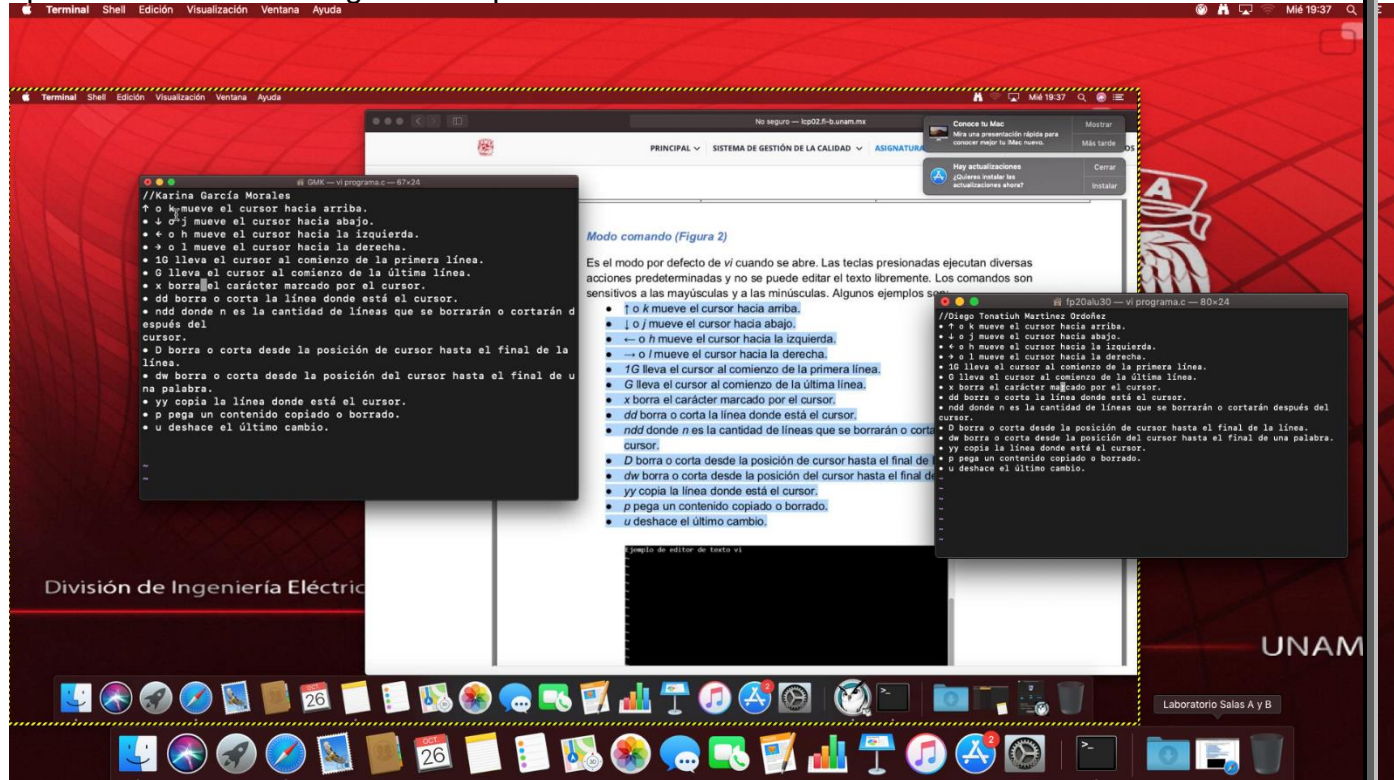 Terminal Shell Edición Visualización Ventana Ayuda
Mié 19:37
Terminal Shell Edición Visualización Ventana Ayuda
Mié 19:37
No seguro — lcp02.fi-b.unam.mx
PRINCIPAL SISTEMA DE GESTIÓN DE LA CALIDAD
Conoce tu Mac
Mira una presentación rápida para
conocer mejor tu iMac nuevo.
Mostrar
Más tarde
Hay actualizaciones
¿Quieres instalar las
actualizaciones ahora?
Cerrar
Instalar
GMK — vi programa.c — 67×24
//Karina García Morales
↑ o k mueve el cursor hacia arriba.
• ↓ o j mueve el cursor hacia abajo.
• ← o h mueve el cursor hacia la izquierda.
• → o l mueve el cursor hacia la derecha.
• 1G lleva el cursor al comienzo de la primera línea.
• G lleva el cursor al comienzo de la última línea.
• x borra el carácter marcado por el cursor.
• dd borra o corta la línea donde está el cursor.
• ndd donde n es la cantidad de líneas que se borrarán o cortarán d
espués del
cursor.
• D borra o corta desde la posición de cursor hasta el final de la
línea.
• dw borra o corta desde la posición del cursor hasta el final de u
na palabra.
• yy copia la línea donde está el cursor.
• p pega un contenido copiado o borrado.
• u deshace el último cambio.
~
~
Modo comando (Figura 2)
Es el modo por defecto de vi cuando se abre. Las teclas presionadas ejecutan diversas
acciones predeterminadas y no se puede editar el texto libremente. Los comandos son
sensitivos a las mayúsculas y a las minúsculas. Algunos ejemplos son:
• ↑ o k mueve el cursor hacia arriba.
• ↓ o j mueve el cursor hacia abajo.
• ← o h mueve el cursor hacia la izquierda.
• → o l mueve el cursor hacia la derecha.
• 1G lleva el cursor al comienzo de la primera línea.
• G lleva el cursor al comienzo de la última línea.
• x borra el carácter marcado por el cursor.
• dd borra o corta la línea donde está el cursor.
• ndd donde n es la cantidad de líneas que se borrarán o corta
cursor.
• D borra o corta desde la posición de cursor hasta el final de l
• dw borra o corta desde la posición del cursor hasta el final de
• yy copia la línea donde está el cursor.
• p pega un contenido copiado o borrado.
• u deshace el último cambio.
Ejemplo de editor de texto vi
fp20alu30 — vi programa.c — 80×24
//Diego Tonatiuh Martinez Ordoñez
• ↑ o k mueve el cursor hacia arriba.
• ↓ o j mueve el cursor hacia abajo.
• ← o h mueve el cursor hacia la izquierda.
• → o l mueve el cursor hacia la derecha.
• 1G lleva el cursor al comienzo de la primera línea.
• G lleva el cursor al comienzo de la última línea.
• x borra el carácter marcado por el cursor.
• dd borra o corta la línea donde está el cursor.
• ndd donde n es la cantidad de líneas que se borrarán o cortarán después del
cursor.
• D borra o corta desde la posición de cursor hasta el final de la línea.
• dw borra o corta desde la posición del cursor hasta el final de una palabra.
• yy copia la línea donde está el cursor.
• p pega un contenido copiado o borrado.
• u deshace el último cambio.
~
~
~
~
~
~
División de Ingeniería Eléctric
UNAM
OCT. 26
Laboratorio Salas A y B
OCT. 26